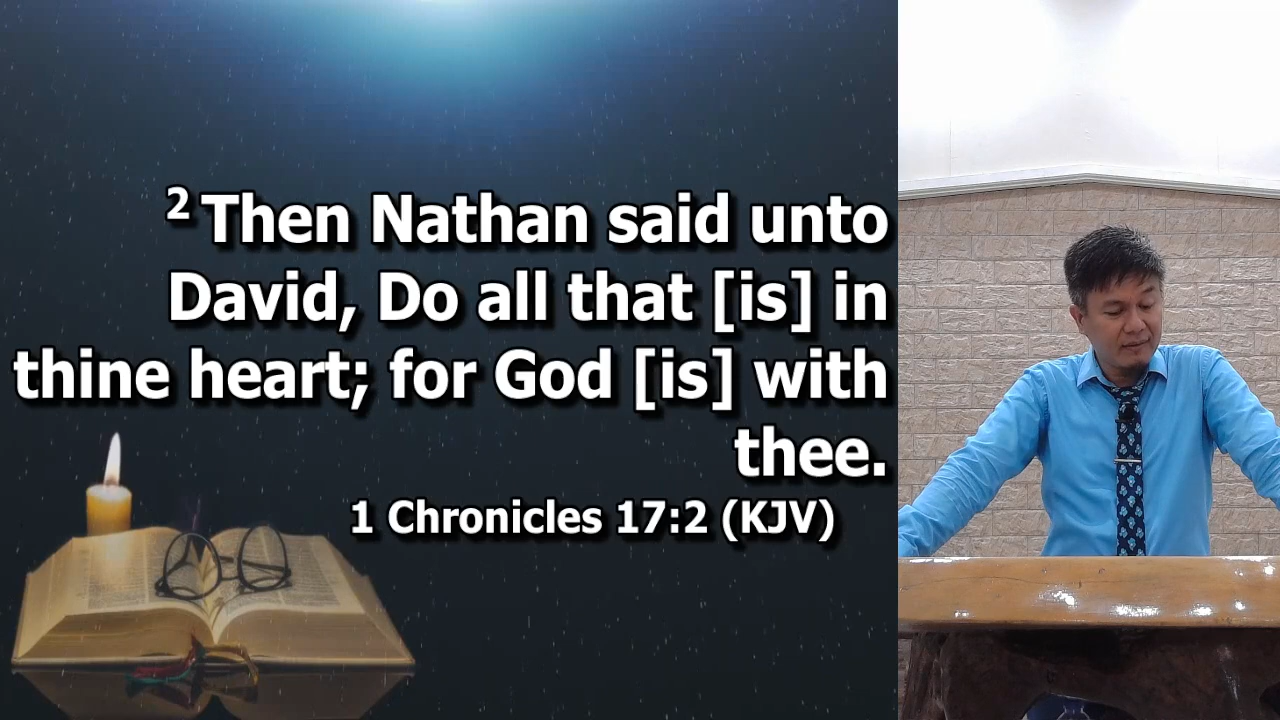 2 Then Nathan said unto
David, Do all that [is] in
thine heart; for God [is] with
thee.
1 Chronicles 17:2 (KJV)